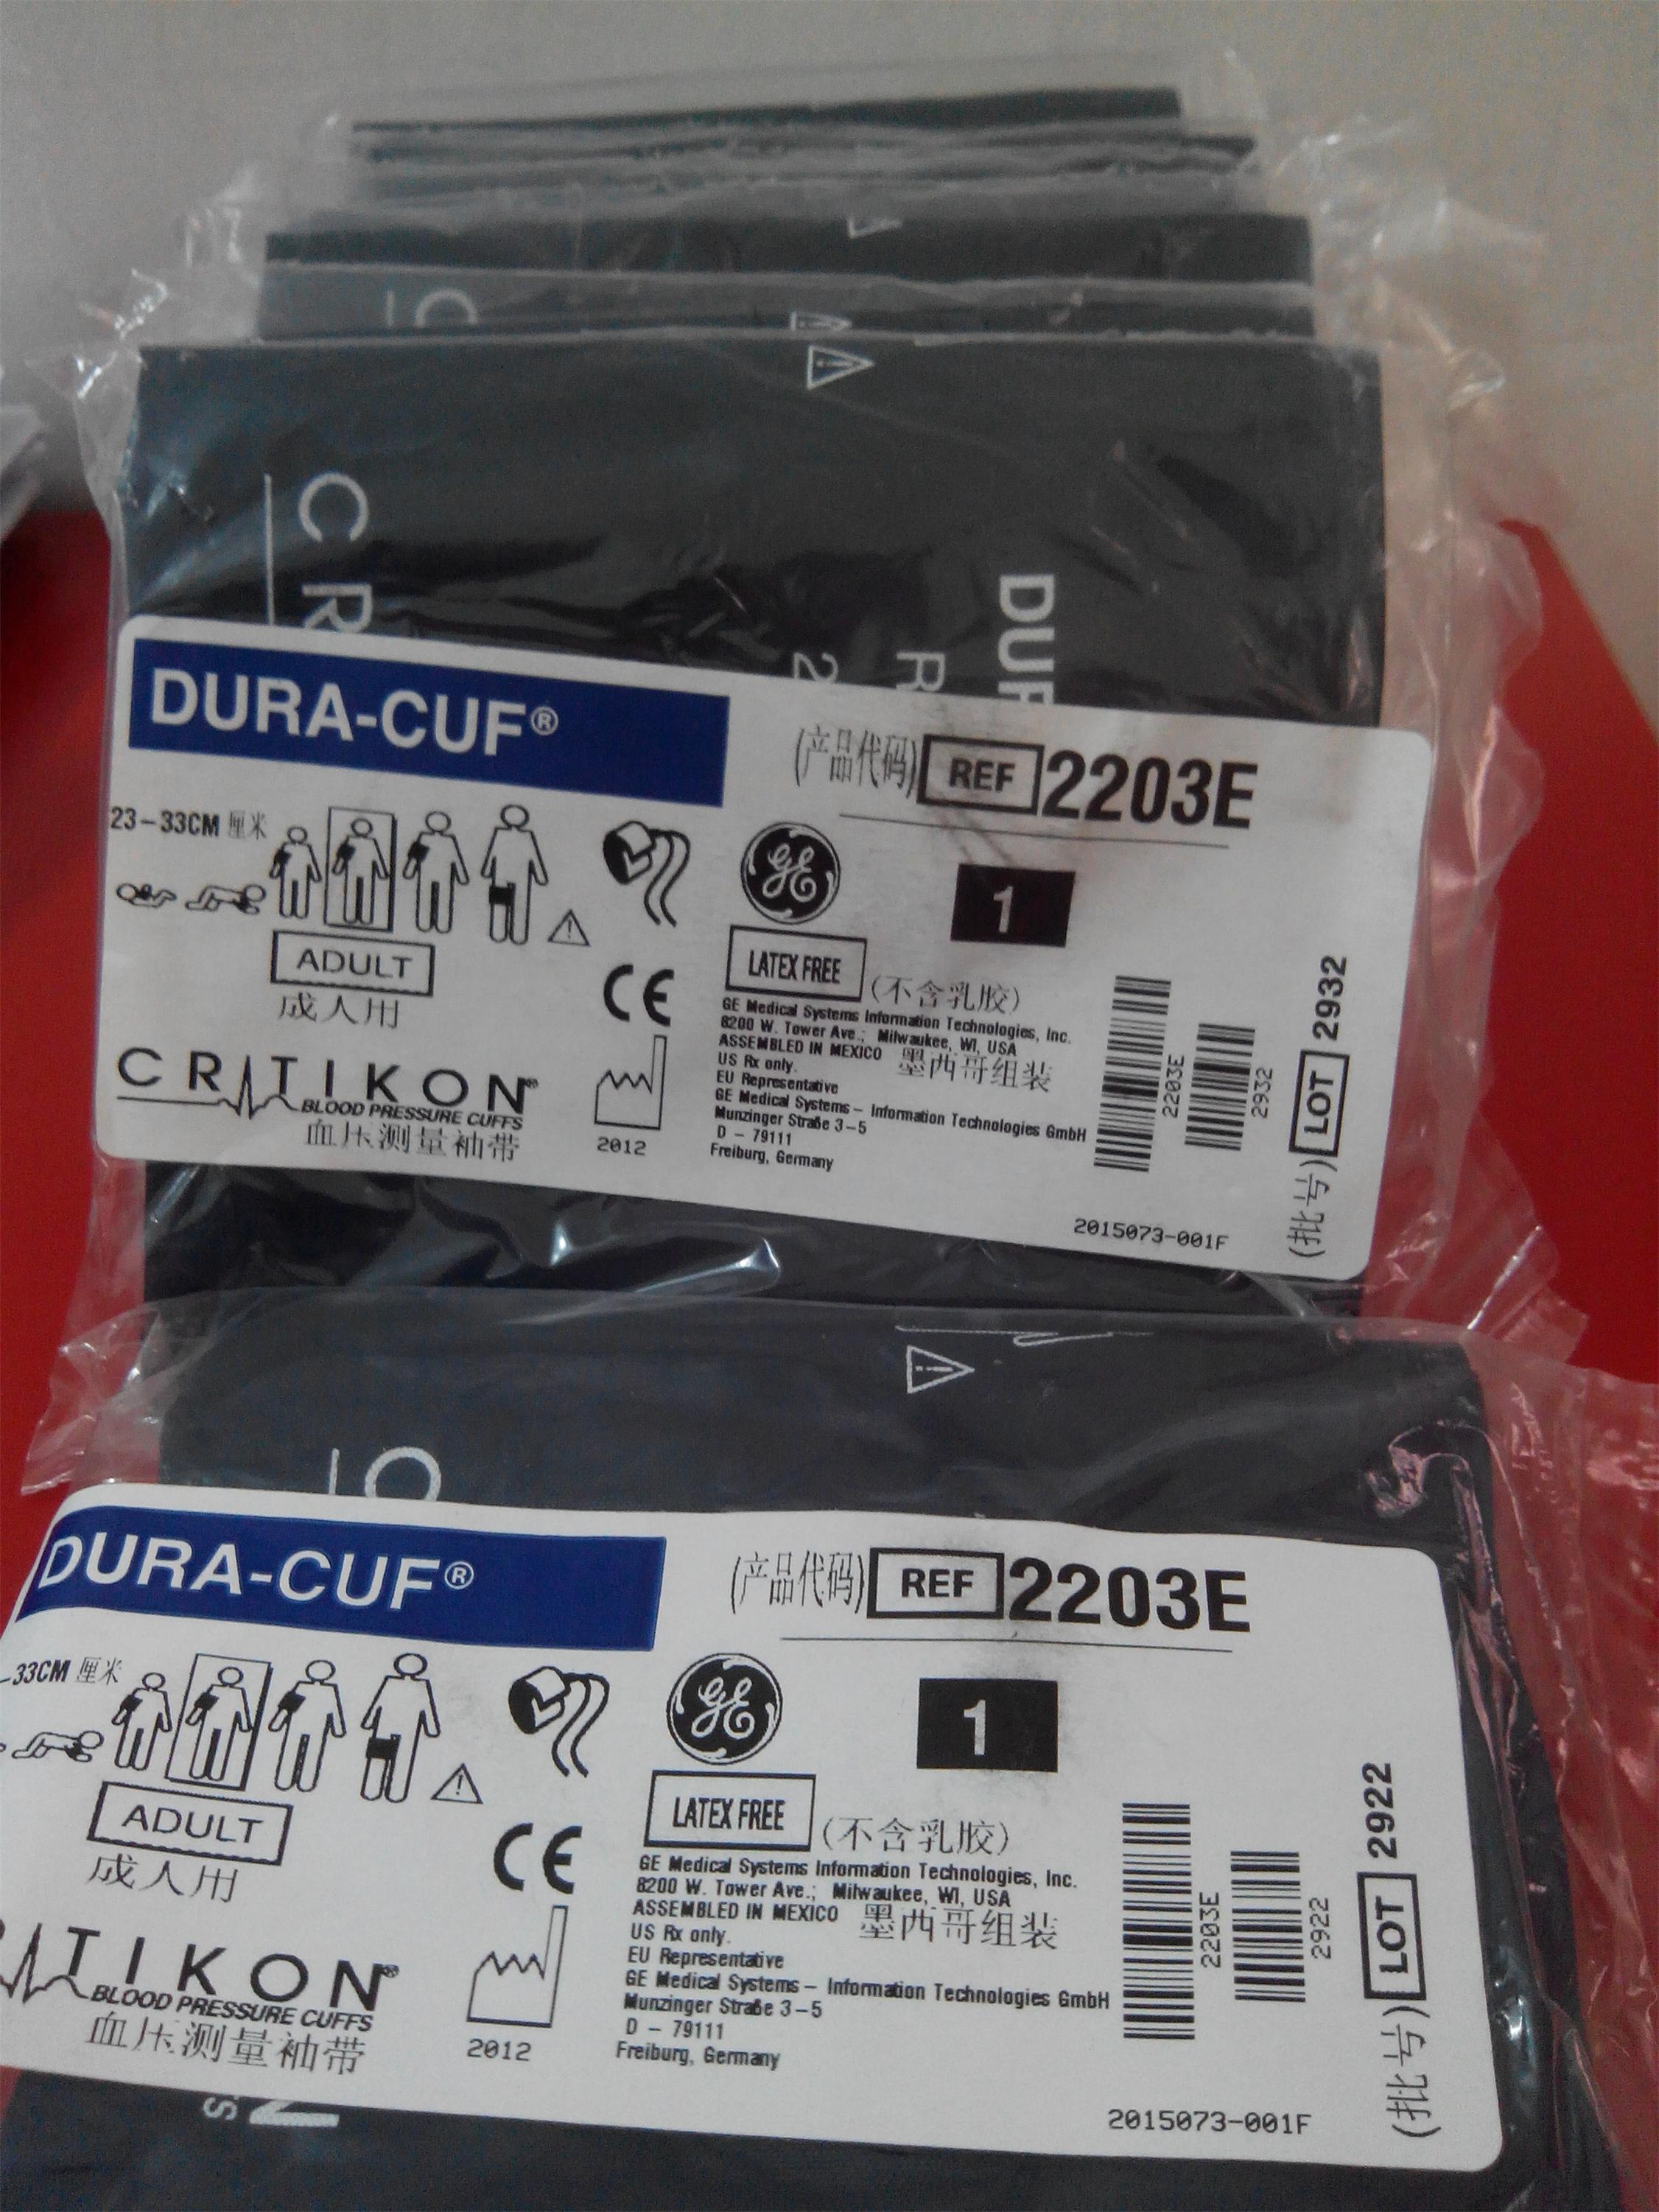 C
CR
DUR
R
2
DURA-CUF®
(产品代码) REF 2203E
23-33CM 厘米
GE
1
ADULT
成人用
LATEX FREE (不含乳胶)
CE
GE Medical Systems Information Technologies, Inc.
8200 W. Tower Ave.; Milwaukee, WI, USA
ASSEMBLED IN MEXICO 墨西哥组装
US Rx only.
EU Representative
GE Medical Systems - Information Technologies GmbH
Munzinger Straße 3-5
D - 79111
Freiburg, Germany
CRITIKON®
BLOOD PRESSURE CUFFS
血压测量袖带
2012
2203E
2932
(批号) LOT 2932
2015073-001F
DURA-CUF®
(产品代码) REF 2203E
-33CM 厘米
GE
1
ADULT
成人用
LATEX FREE (不含乳胶)
CE
GE Medical Systems Information Technologies, Inc.
8200 W. Tower Ave.; Milwaukee, WI, USA
ASSEMBLED IN MEXICO 墨西哥组装
US Rx only.
EU Representative
GE Medical Systems - Information Technologies GmbH
Munzinger Straße 3-5
D - 79111
Freiburg, Germany
RITIKON®
BLOOD PRESSURE CUFFS
血压测量袖带
2012
2203E
2922
(批号) LOT 2922
2015073-001F
N
S